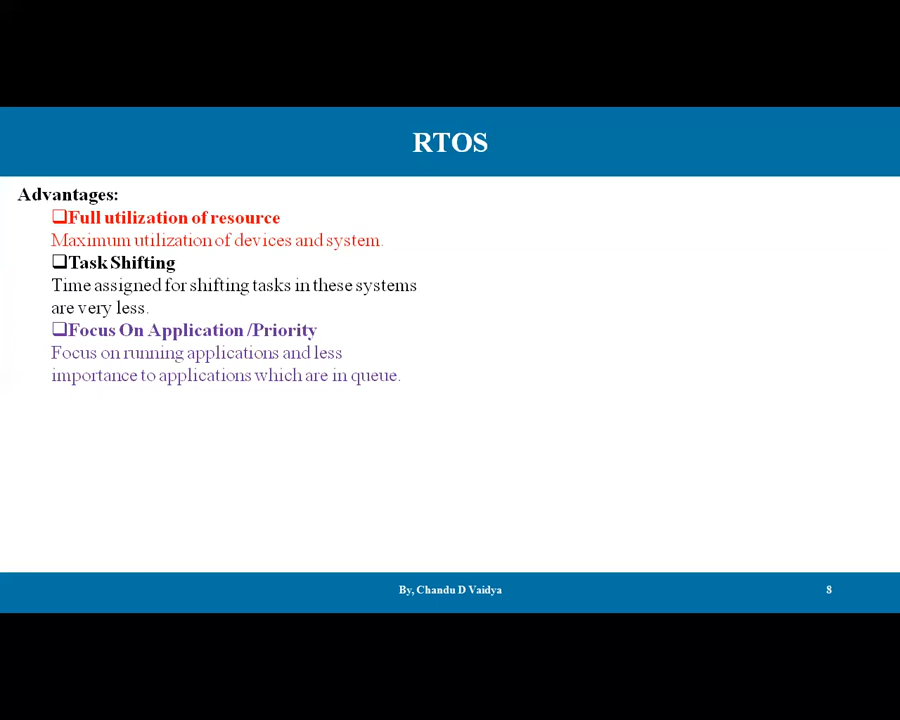 RTOS
Advantages:
❑Full utilization of resource
Maximum utilization of devices and system.
❑Task Shifting
Time assigned for shifting tasks in these systems
are very less.
❑Focus On Application /Priority
Focus on running applications and less
importance to applications which are in queue.
By, Chandu D Vaidya
8